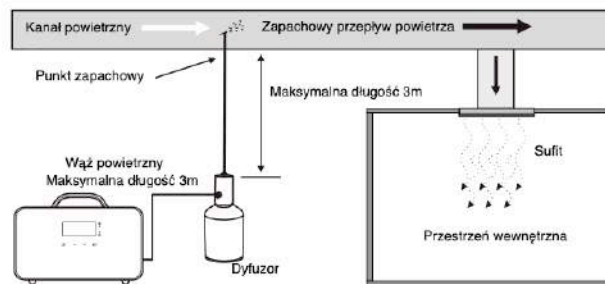 Kanał powietrzny
Zapachowy przepływ powietrza
Punkt zapachowy
Maksymalna długość 3m
Wąż powietrzny
Maksymalna długość 3m
Sufit
Przestrzeń wewnętrzna
Dyfuzor